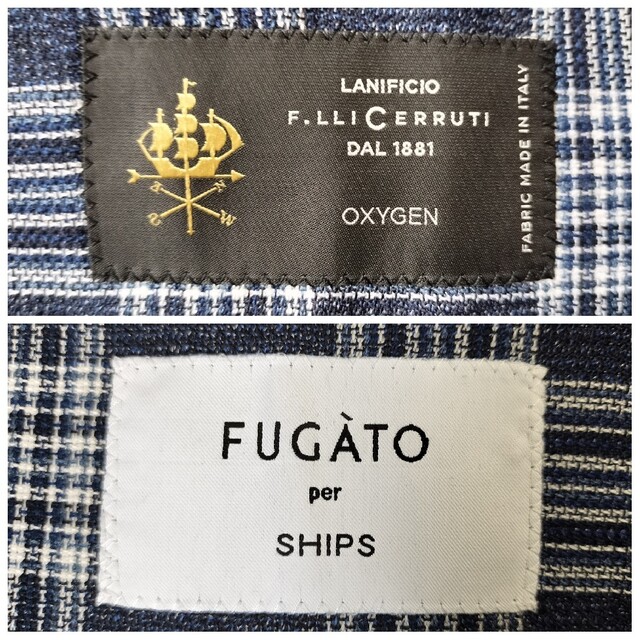 LANIFICIO
F.LLI CERRUTI
DAL 1881
OXYGEN
FABRIC MADE IN ITALY
N
W
FUGÀTO
per
SHIPS